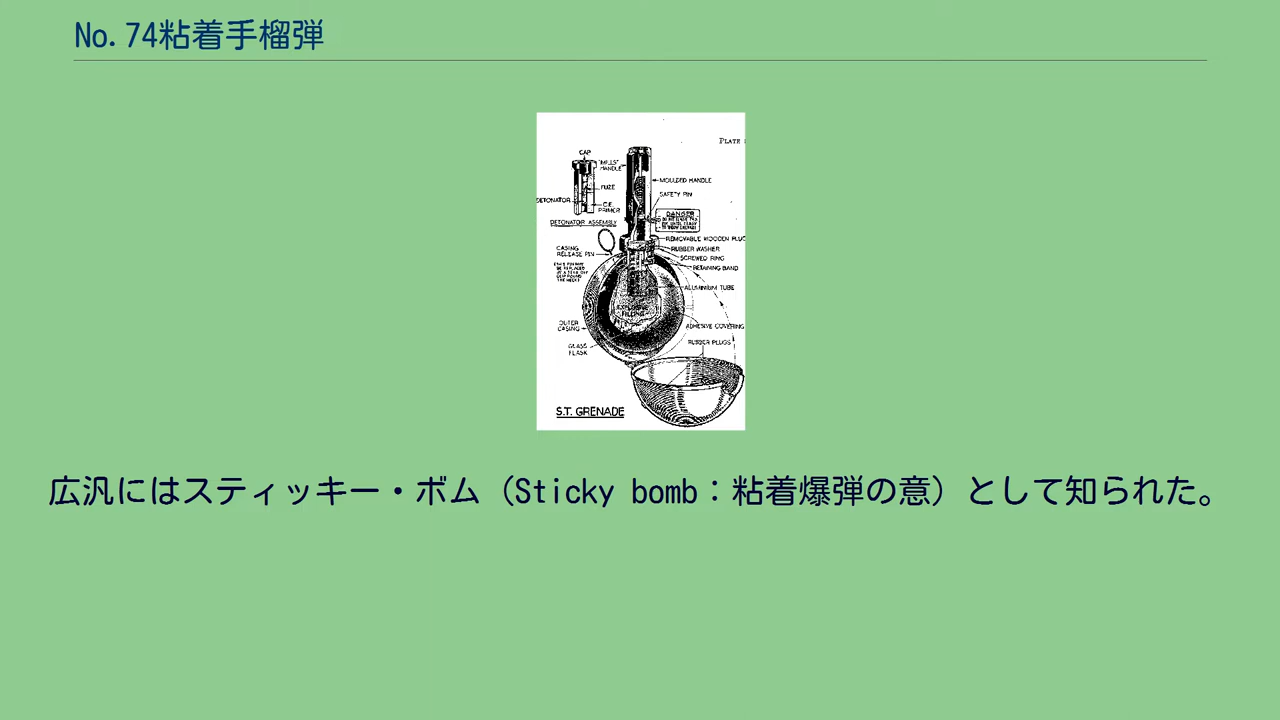 No.74粘着手榴弾
PLATE
CAP
"MILLS" HANDLE
MOULDED HANDLE
FUZE
SAFETY PIN
DETONATOR
C.E. PRIMER
DANGER
DETONATOR ASSEMBLY
REMOVABLE WOODEN PLUG
CASING RELEASE PIN
RUBBER WASHER
SCREWED RING
RETAINING BAND
ALUMINIUM TUBE
EXPLOSIVE FILLING
OUTER CASING
ADHESIVE COVERING
GLASS FLASK
RUBBER PLUGS
S.T. GRENADE
広汎にはスティッキー・ボム（Sticky bomb：粘着爆弾の意）として知られた。